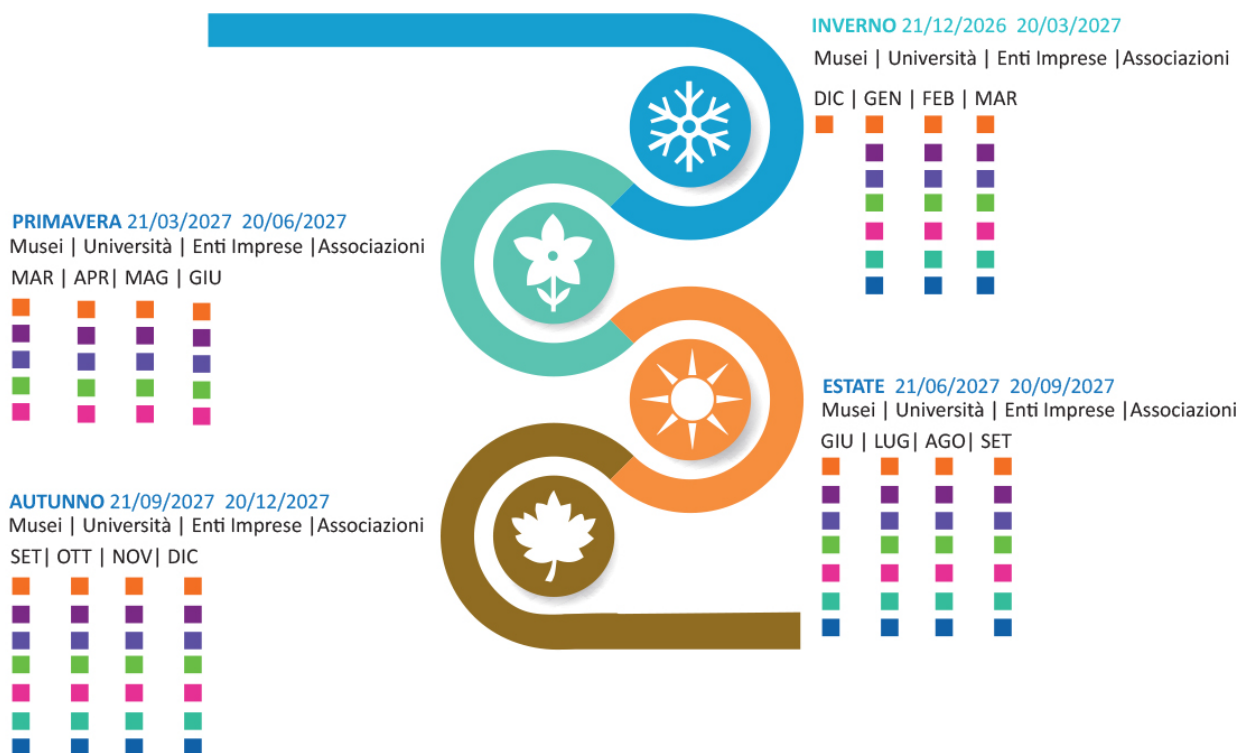 INVERNO 21/12/2026 20/03/2027
Musei | Università | Enti Imprese |Associazioni
DIC | GEN | FEB | MAR
PRIMAVERA 21/03/2027 20/06/2027
Musei | Università | Enti Imprese |Associazioni
MAR | APR| MAG | GIU
ESTATE 21/06/2027 20/09/2027
Musei | Università | Enti Imprese |Associazioni
GIU | LUG| AGO| SET
AUTUNNO 21/09/2027 20/12/2027
Musei | Università | Enti Imprese |Associazioni
SET| OTT | NOV| DIC